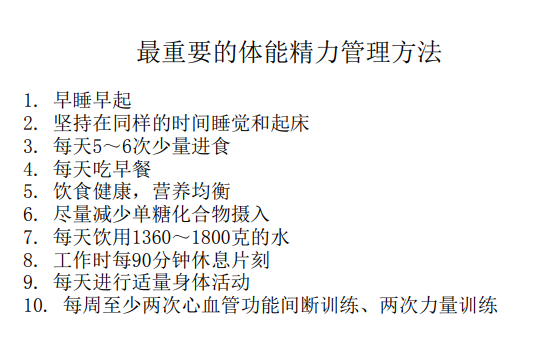 最重要的体能精力管理方法
1. 早睡早起
2. 坚持在同样的时间睡觉和起床
3. 每天5～6次少量进食
4. 每天吃早餐
5. 饮食健康，营养均衡
6. 尽量减少单糖化合物摄入
7. 每天饮用1360～1800克的水
8. 工作时每90分钟休息片刻
9. 每天进行适量身体活动
10. 每周至少两次心血管功能间断训练、两次力量训练